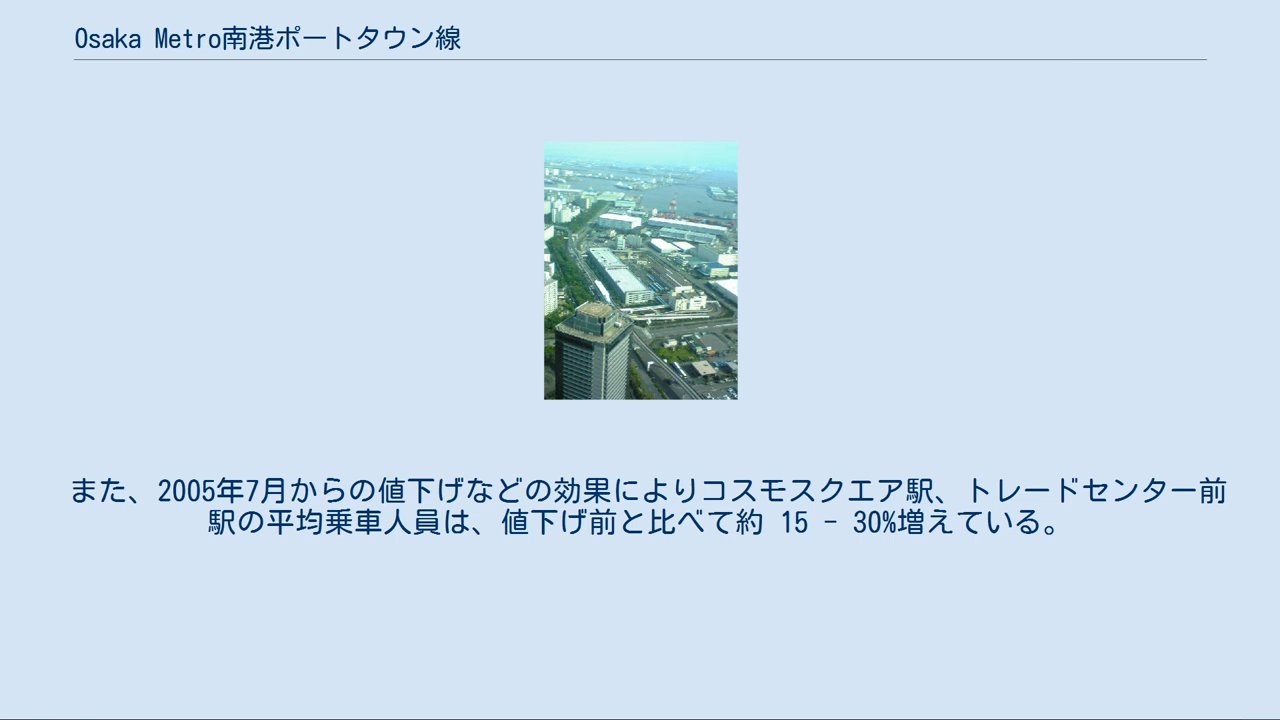 Osaka Metro南港ポートタウン線
また、2005年7月からの値下げなどの効果によりコスモスクエア駅、トレードセンター前
駅の平均乗車人員は、値下げ前と比べて約 15 - 30%増えている。